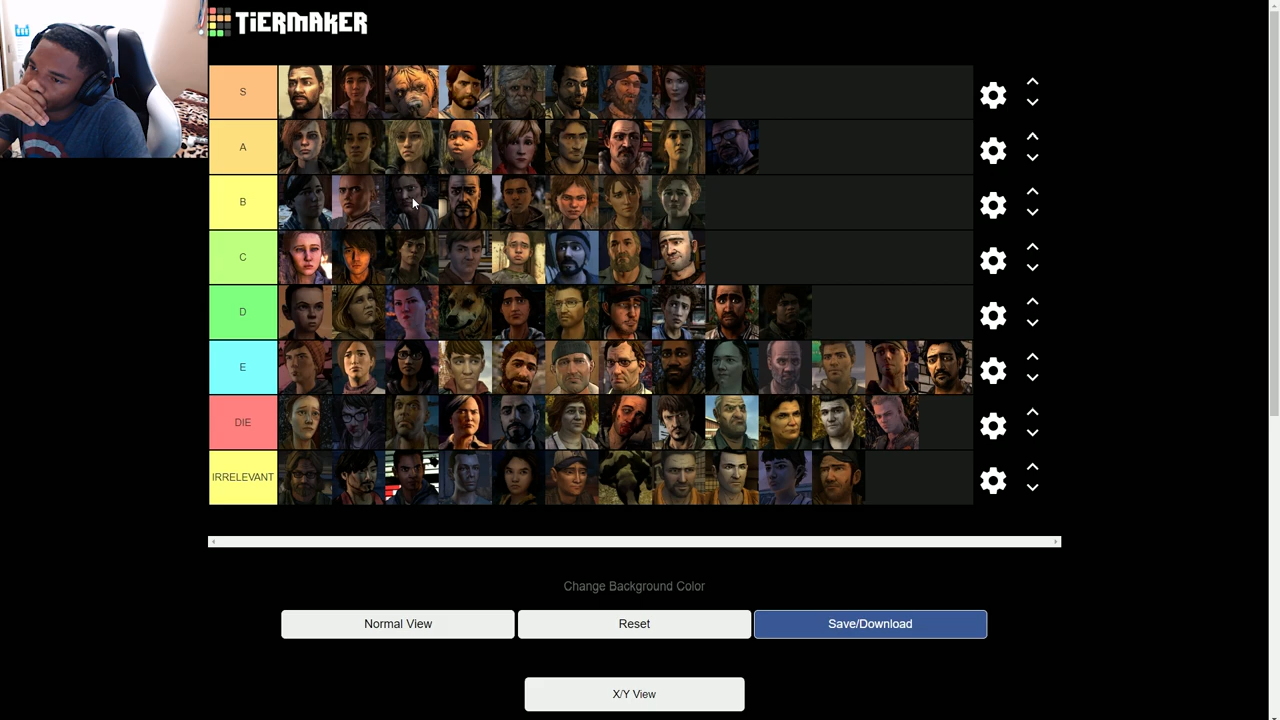 TiERMAKER
S
A
B
C
D
E
DIE
IRRELEVANT
Change Background Color
Normal View
Reset
Save/Download
X/Y View